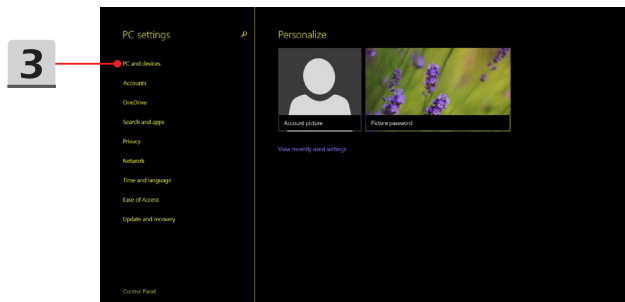 3
PC settings
PC and devices
Accounts
OneDrive
Search and apps
Privacy
Network
Time and language
Ease of Access
Update and recovery
Control Panel
Personalize
Account picture
Picture password
View recently used settings